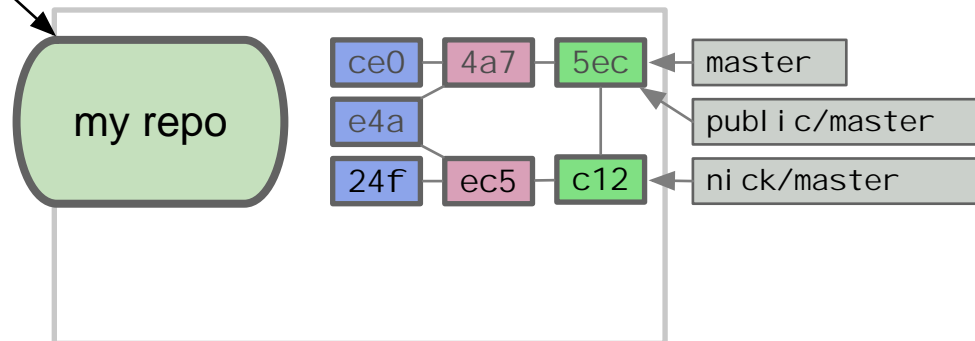 ce0 4a7 5ec master
my repo e4a public/master
24f ec5 c12 nick/master